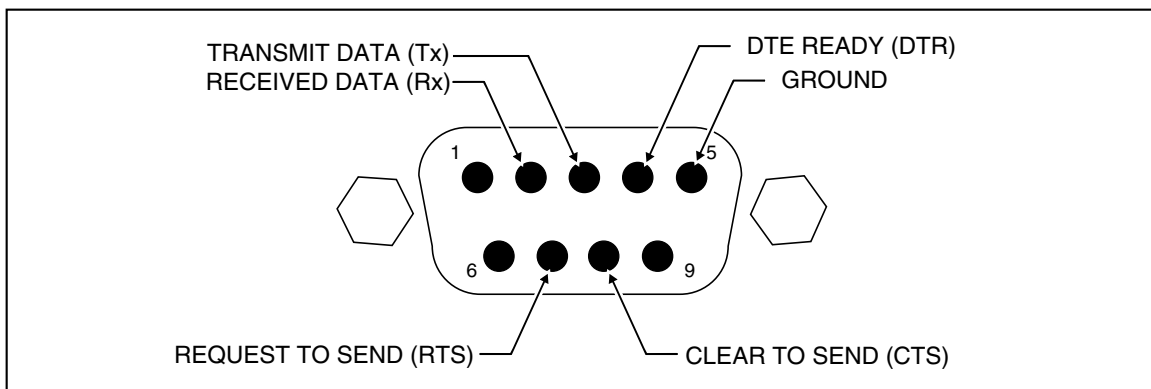 TRANSMIT DATA (Tx)
DTE READY (DTR)
RECEIVED DATA (Rx)
GROUND
1
5
6
9
REQUEST TO SEND (RTS)
CLEAR TO SEND (CTS)